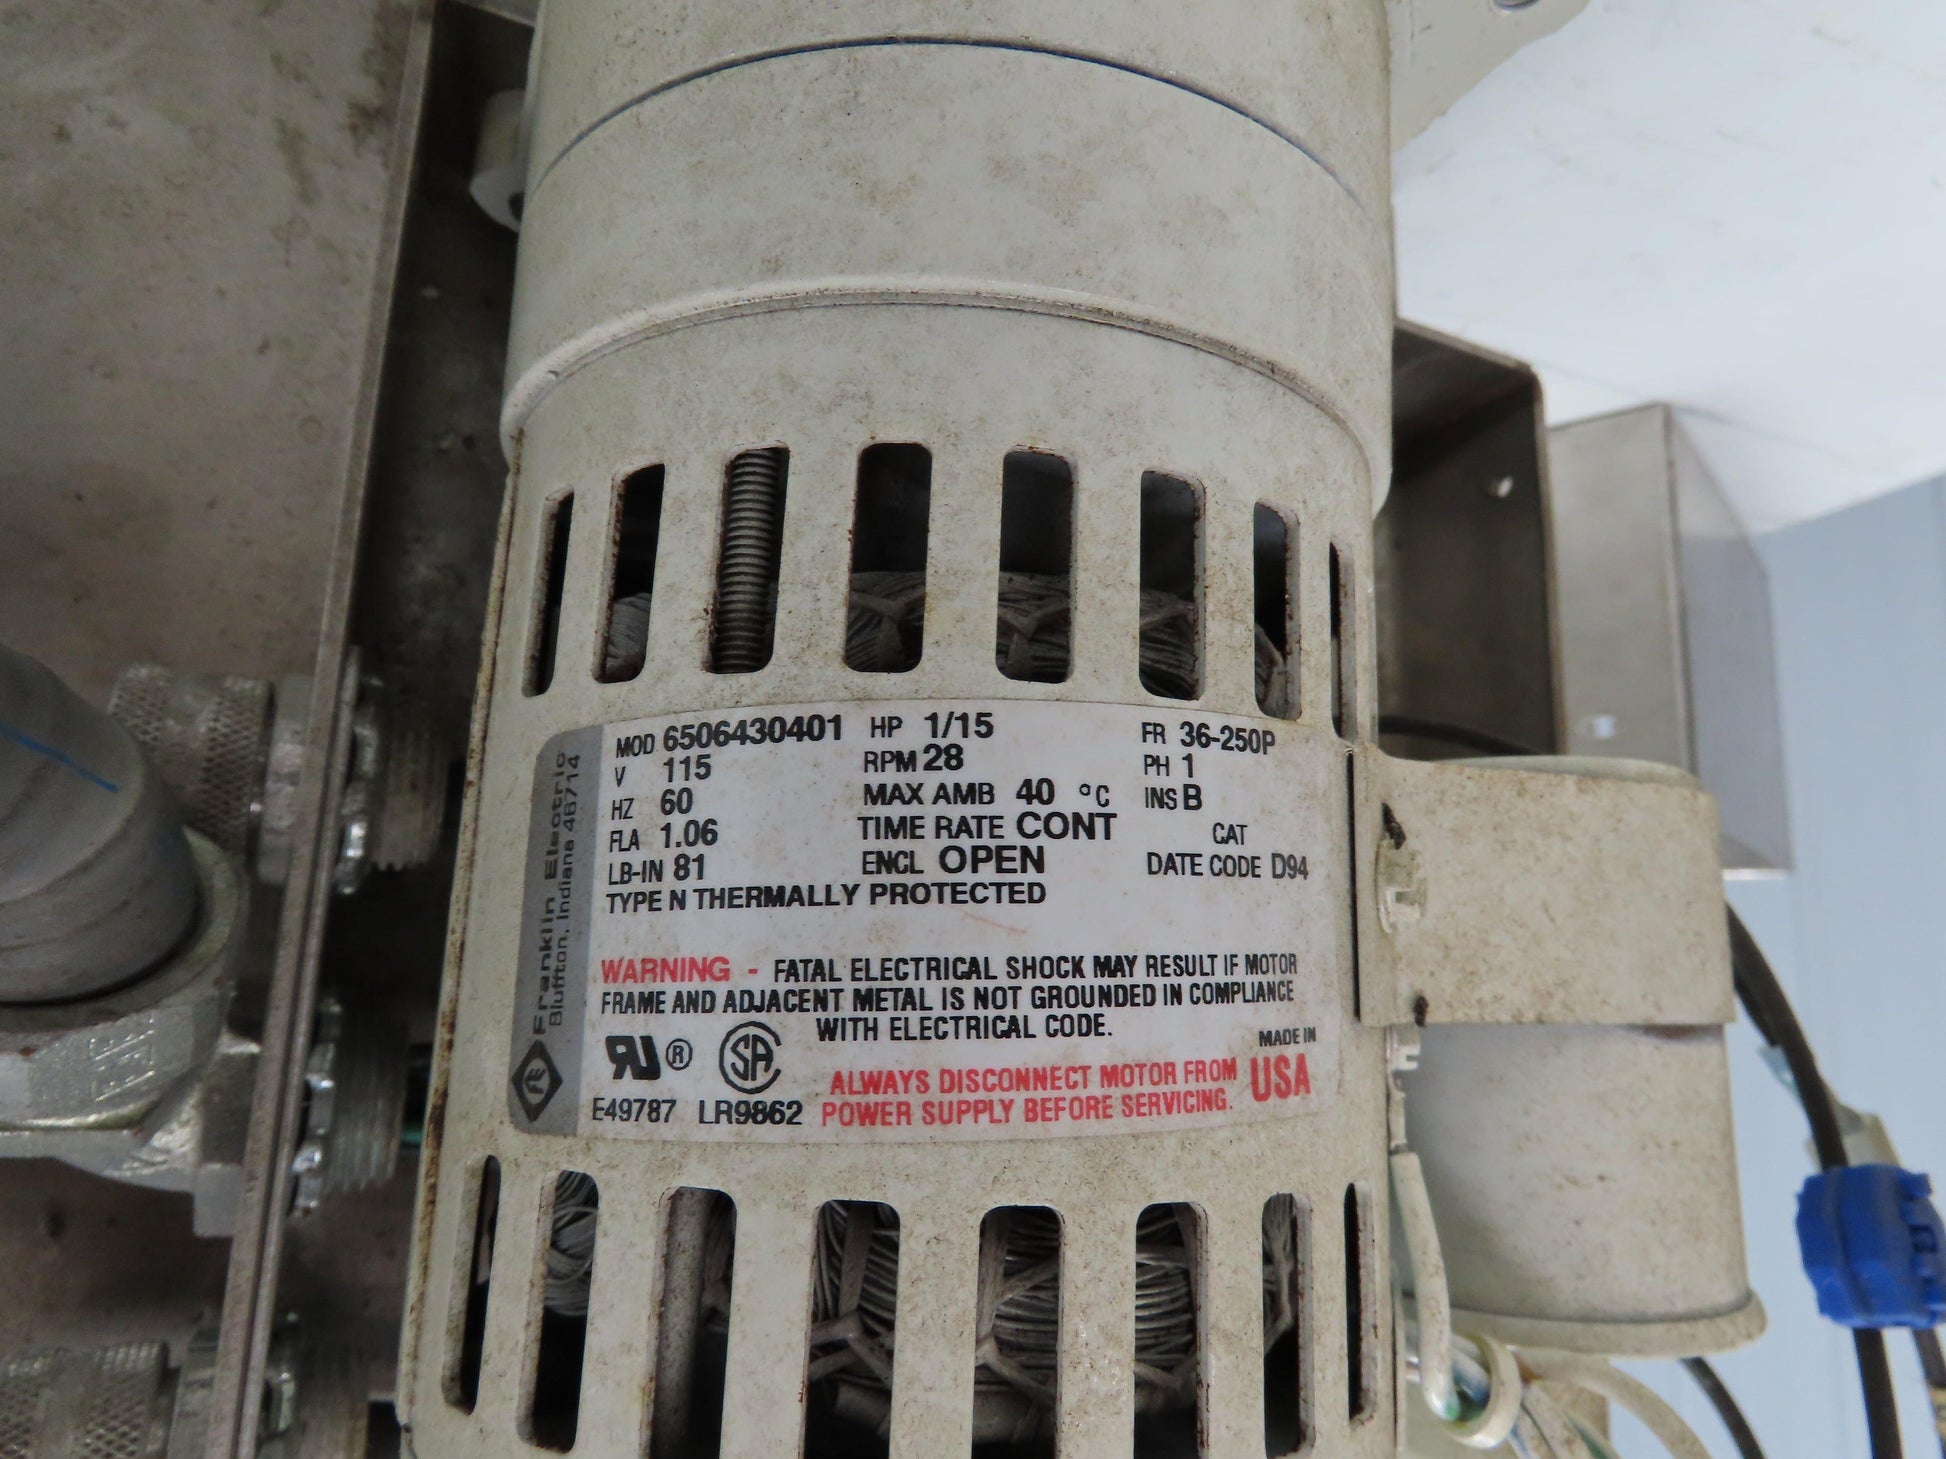 MOD 6506430401 HP 1/15 FR 36-250P
V 115 RPM 28 PH 1
HZ 60 MAX AMB 40 °C INS B
FLA 1.06 TIME RATE CONT CAT
LB-IN 81 ENCL OPEN DATE CODE D94
TYPE N THERMALLY PROTECTED
Franklin Electric
Bluffton, Indiana 46714
WARNING - FATAL ELECTRICAL SHOCK MAY RESULT IF MOTOR
FRAME AND ADJACENT METAL IS NOT GROUNDED IN COMPLIANCE
WITH ELECTRICAL CODE.
MADE IN
USA
ALWAYS DISCONNECT MOTOR FROM
POWER SUPPLY BEFORE SERVICING.
RU® SA
E49787 LR9862
FE